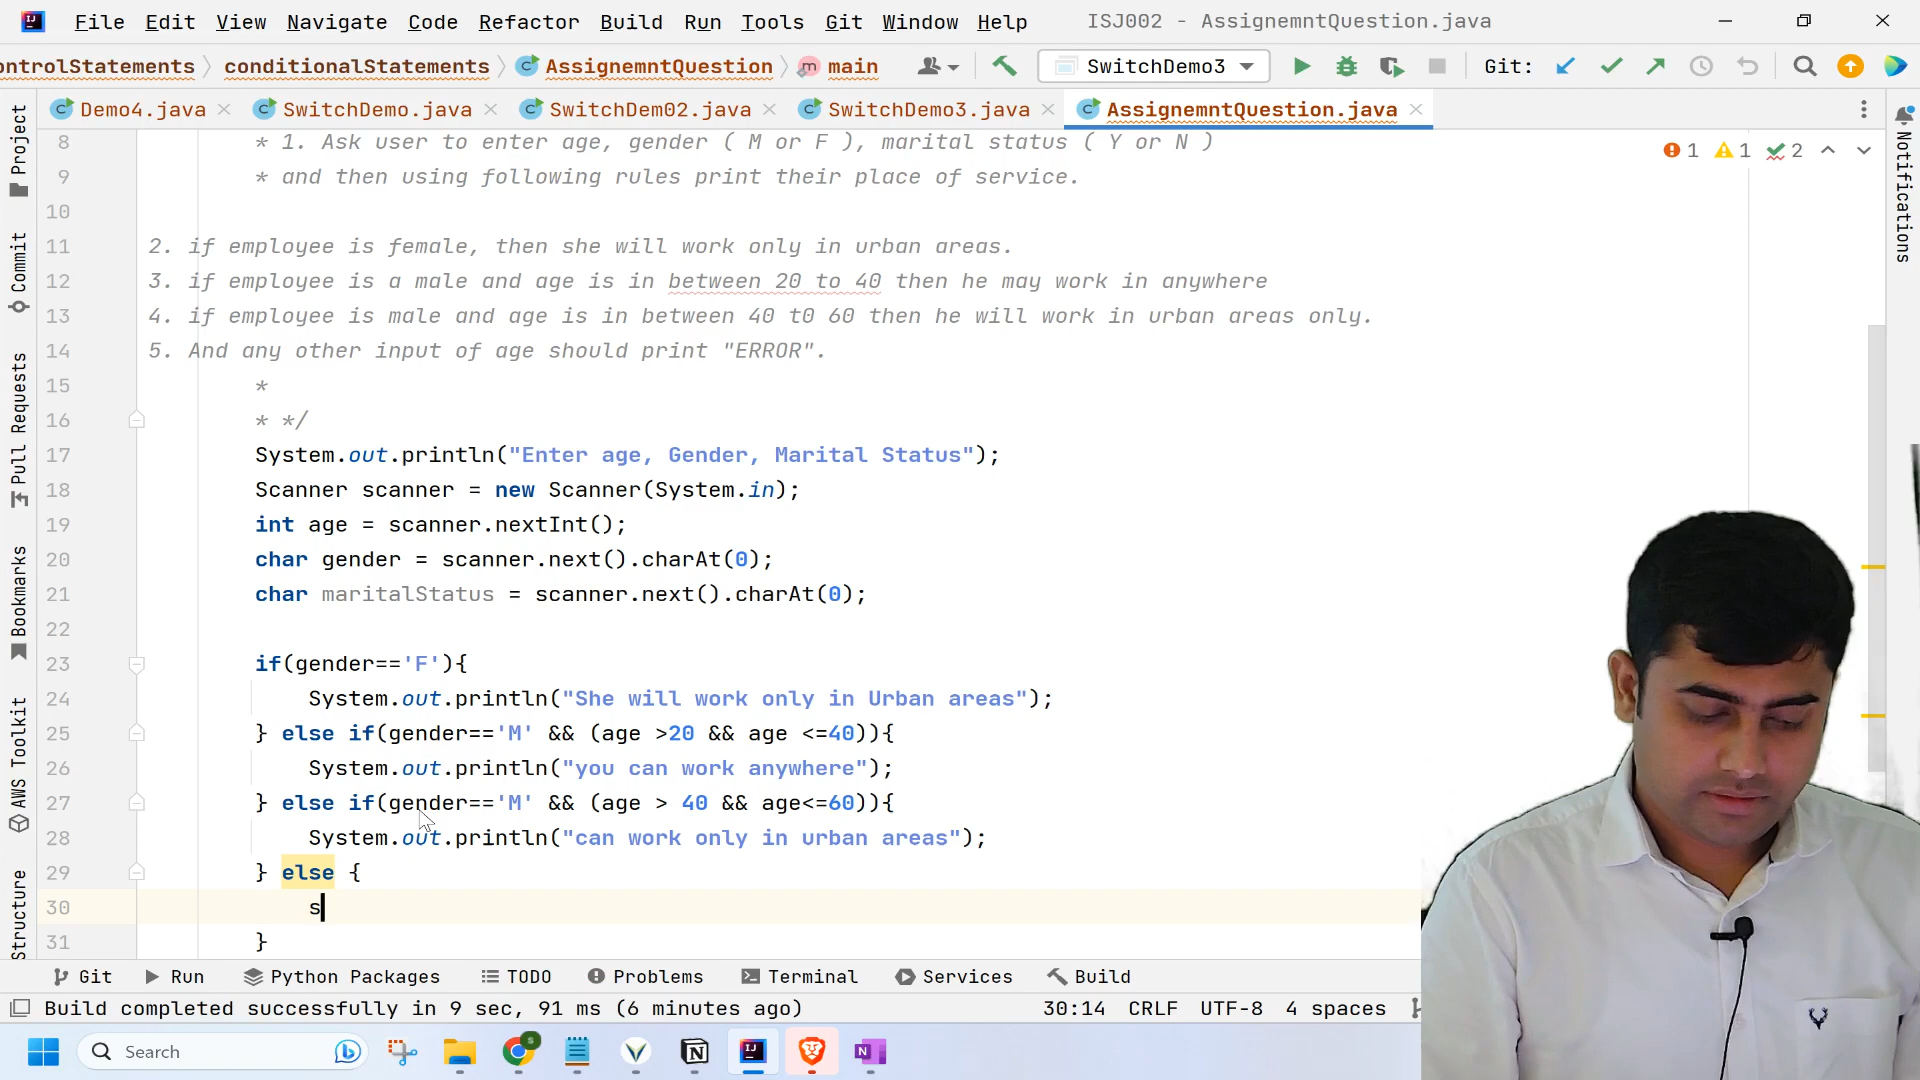 File Edit View Navigate Code Refactor Build Run Tools Git Window Help ISJ002 - AssignemntQuestion.java
ontrolStatements conditionalStatements AssignemntQuestion main SwitchDemo3 Git:
Demo4.java SwitchDemo.java SwitchDem02.java SwitchDemo3.java AssignemntQuestion.java
8 * 1. Ask user to enter age, gender ( M or F ), marital status ( Y or N ) 1 1 2
9 * and then using following rules print their place of service.
10
11 2. if employee is female, then she will work only in urban areas.
12 3. if employee is a male and age is in between 20 to 40 then he may work in anywhere
13 4. if employee is male and age is in between 40 t0 60 then he will work in urban areas only.
14 5. And any other input of age should print "ERROR".
15 *
16 * */
17 System.out.println("Enter age, Gender, Marital Status");
18 Scanner scanner = new Scanner(System.in);
19 int age = scanner.nextInt();
20 char gender = scanner.next().charAt(0);
21 char maritalStatus = scanner.next().charAt(0);
22
23 if(gender=='F'){
24 System.out.println("She will work only in Urban areas");
25 } else if(gender=='M' && (age >20 && age <=40)){
26 System.out.println("you can work anywhere");
27 } else if(gender=='M' && (age > 40 && age<=60)){
28 System.out.println("can work only in urban areas");
29 } else {
30 s
31 }
Project
Commit
Pull Requests
Bookmarks
AWS Toolkit
Structure
Notifications
Git Run Python Packages TODO Problems Terminal Services Build
Build completed successfully in 9 sec, 91 ms (6 minutes ago) 30:14 CRLF UTF-8 4 spaces
Search